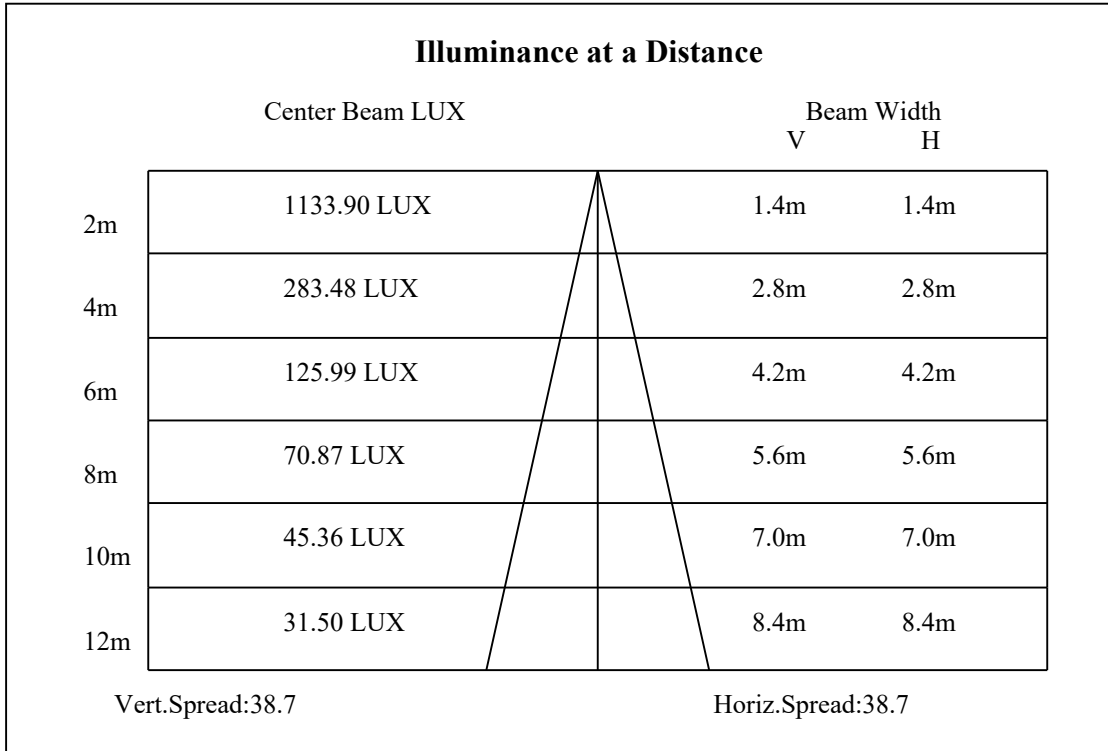 Illuminance at a Distance
Center Beam LUX Beam Width
V H
2m 1133.90 LUX 1.4m 1.4m
4m 283.48 LUX 2.8m 2.8m
6m 125.99 LUX 4.2m 4.2m
8m 70.87 LUX 5.6m 5.6m
10m 45.36 LUX 7.0m 7.0m
12m 31.50 LUX 8.4m 8.4m
Vert.Spread:38.7 Horiz.Spread:38.7